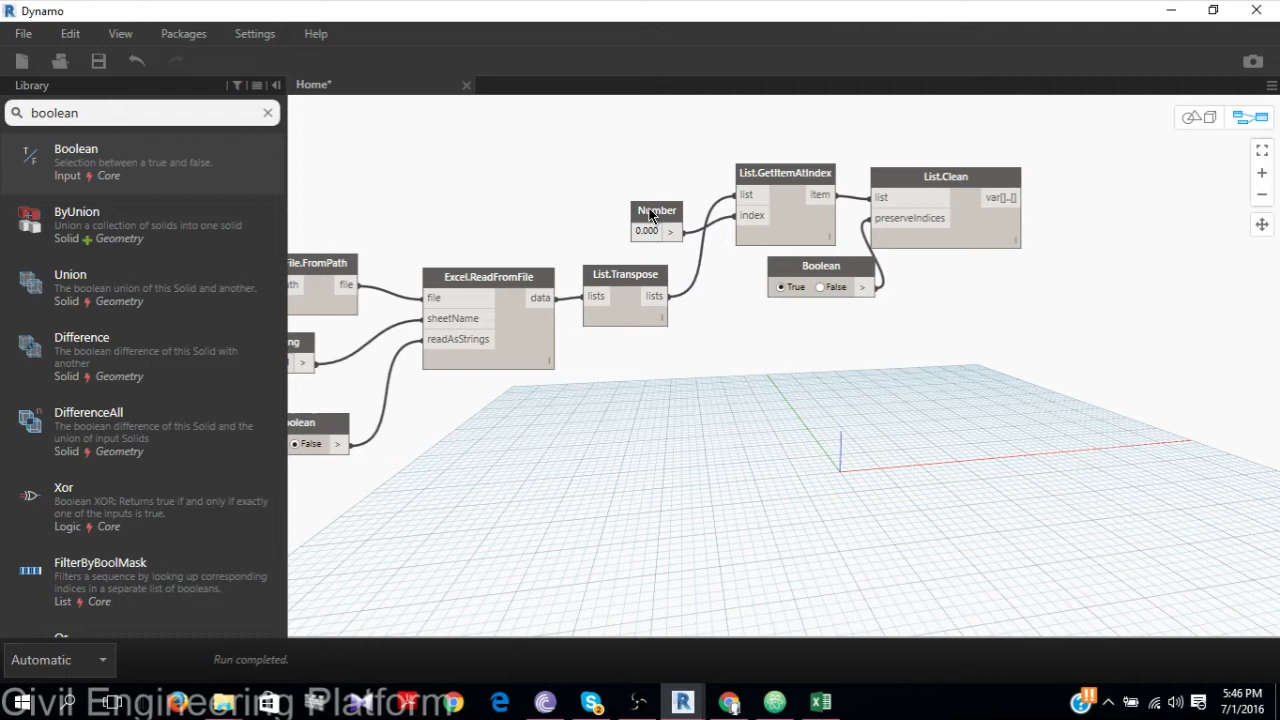 Dynamo
File Edit View Packages Settings Help
Library
Home*
boolean
Boolean
Selection between a true and false.
Input Core
ByUnion
Union a collection of solids into one solid
Solid Geometry
Union
The boolean union of this Solid and another.
Solid Geometry
Difference
The boolean difference of this Solid with
another
Solid Geometry
DifferenceAll
The boolean difference of this Solid and the
union of input Solids
Solid Geometry
Xor
Boolean XOR: Returns true if and only if exactly
one of the inputs is true.
Logic Core
FilterByBoolMask
Filters a sequence by lookng up corresponding
indices in a separate list of booleans.
List Core
Or
File.FromPath
ath file
ng
>
oolean
False >
Excel.ReadFromFile
file data
sheetName
readAsStrings
List.Transpose
lists lists
Number
0.000 >
List.GetItemAtIndex
list item
index
Boolean
True False >
List.Clean
list var[]..[]
preserveIndices
Automatic
Run completed.
Civil Engineering Platform
5:46 PM
7/1/2016